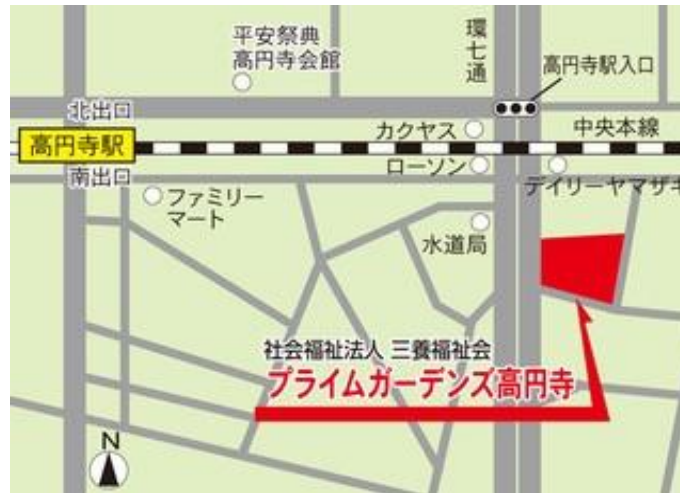 平安祭典
高円寺会館
環七通
高円寺駅入口
北出口
カクヤス
中央本線
高円寺駅
ローソン
南出口
デイリーヤマザキ
ファミリー
マート
水道局
社会福祉法人 三養福祉会
プライムガーデンズ高円寺
N